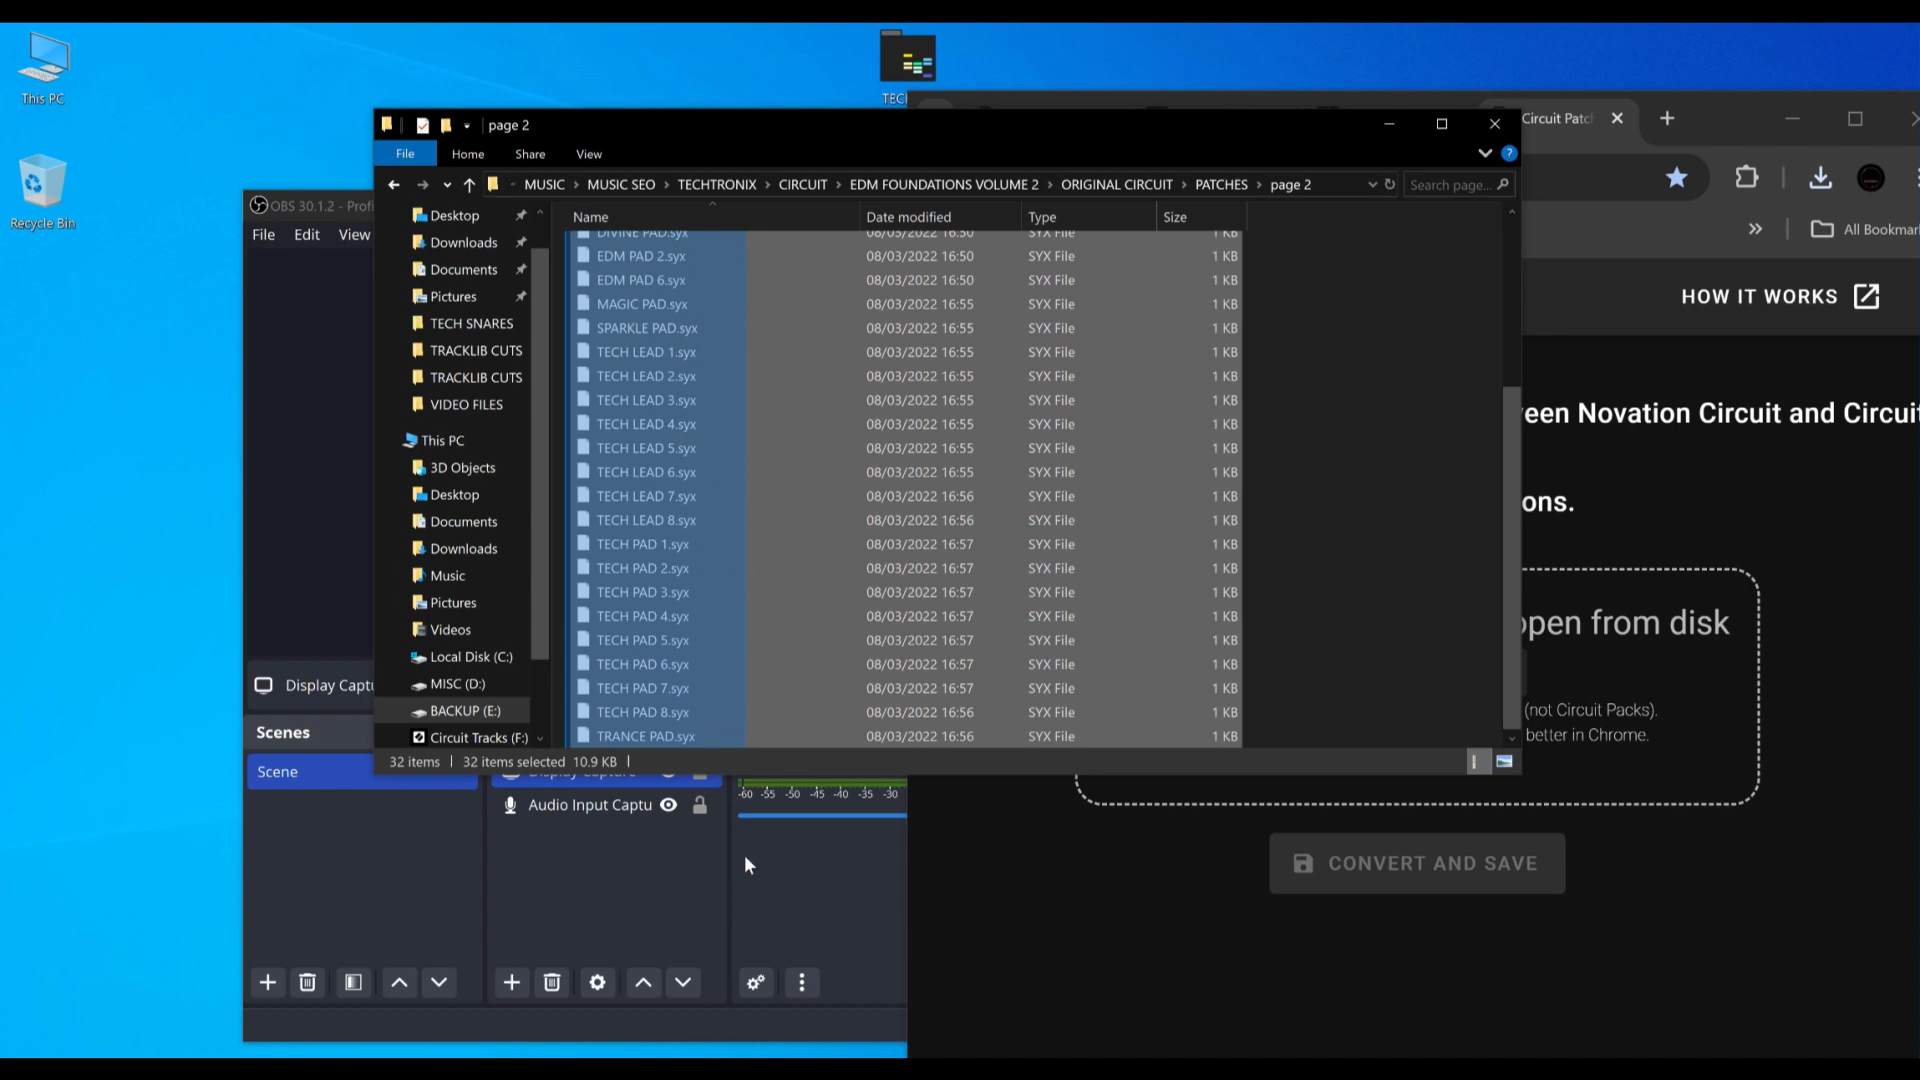 This PC
Recycle Bin
TECH
OBS 30.1.2 - Profi
File Edit View
Display Captu
Scenes
Scene
page 2
File Home Share View
MUSIC > MUSIC SEO > TECHTRONIX > CIRCUIT > EDM FOUNDATIONS VOLUME 2 > ORIGINAL CIRCUIT > PATCHES > page 2
Search page...
Desktop
Downloads
Documents
Pictures
TECH SNARES
TRACKLIB CUTS
TRACKLIB CUTS
VIDEO FILES
This PC
3D Objects
Desktop
Documents
Downloads
Music
Pictures
Videos
Local Disk (C:)
MISC (D:)
BACKUP (E:)
Circuit Tracks (F:)
Name Date modified Type Size
DIVINE PAD.syx 08/03/2022 16:50 SYX File 1 KB
EDM PAD 2.syx 08/03/2022 16:50 SYX File 1 KB
EDM PAD 6.syx 08/03/2022 16:50 SYX File 1 KB
MAGIC PAD.syx 08/03/2022 16:55 SYX File 1 KB
SPARKLE PAD.syx 08/03/2022 16:55 SYX File 1 KB
TECH LEAD 1.syx 08/03/2022 16:55 SYX File 1 KB
TECH LEAD 2.syx 08/03/2022 16:55 SYX File 1 KB
TECH LEAD 3.syx 08/03/2022 16:55 SYX File 1 KB
TECH LEAD 4.syx 08/03/2022 16:55 SYX File 1 KB
TECH LEAD 5.syx 08/03/2022 16:55 SYX File 1 KB
TECH LEAD 6.syx 08/03/2022 16:55 SYX File 1 KB
TECH LEAD 7.syx 08/03/2022 16:56 SYX File 1 KB
TECH LEAD 8.syx 08/03/2022 16:56 SYX File 1 KB
TECH PAD 1.syx 08/03/2022 16:57 SYX File 1 KB
TECH PAD 2.syx 08/03/2022 16:57 SYX File 1 KB
TECH PAD 3.syx 08/03/2022 16:57 SYX File 1 KB
TECH PAD 4.syx 08/03/2022 16:57 SYX File 1 KB
TECH PAD 5.syx 08/03/2022 16:57 SYX File 1 KB
TECH PAD 6.syx 08/03/2022 16:57 SYX File 1 KB
TECH PAD 7.syx 08/03/2022 16:57 SYX File 1 KB
TECH PAD 8.syx 08/03/2022 16:56 SYX File 1 KB
TRANCE PAD.syx 08/03/2022 16:56 SYX File 1 KB
32 items 32 items selected 10.9 KB
Display Capture
Audio Input Captu
-60 -55 -50 -45 -40 -35 -30
Circuit Patc
All Bookmar
HOW IT WORKS
een Novation Circuit and Circuit
ons.
open from disk
(not Circuit Packs).
better in Chrome.
CONVERT AND SAVE